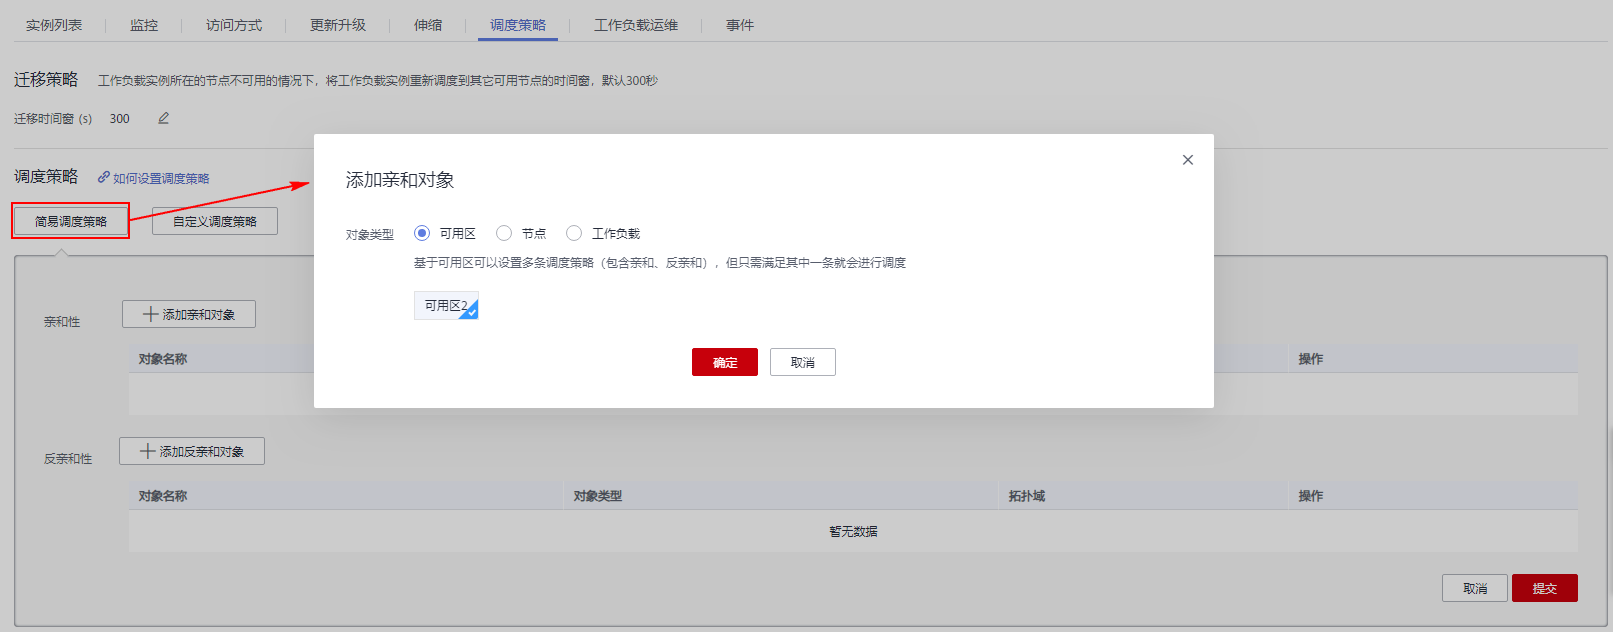 实例列表 监控 访问方式 更新升级 伸缩 调度策略 工作负载运维 事件
迁移策略 工作负载实例所在的节点不可用的情况下，将工作负载实例重新调度到其它可用节点的时间窗，默认300秒
迁移时间窗 (s) 300
调度策略 如何设置调度策略
简易调度策略 自定义调度策略
添加亲和对象
对象类型 可用区 节点 工作负载
基于可用区可以设置多条调度策略（包含亲和、反亲和），但只需满足其中一条就会进行调度
可用区2
确定 取消
亲和性 添加亲和对象
对象名称 操作
反亲和性 添加反亲和对象
对象名称 对象类型 拓扑域 操作
暂无数据
取消 提交